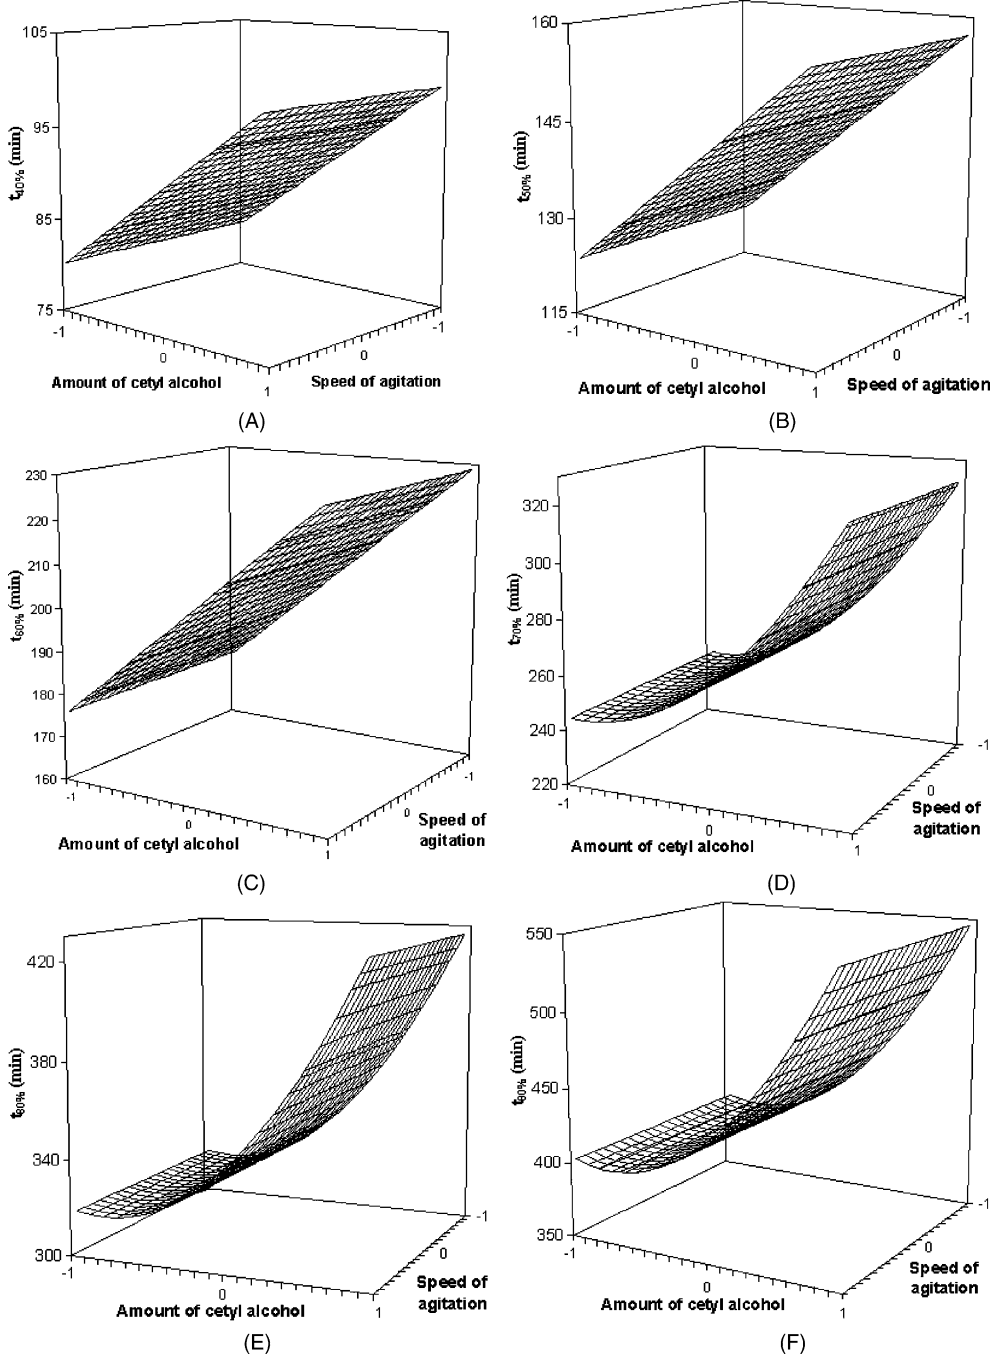 105
95
85
75
t40% (min)
-1
0
1
0
-1
Amount of cetyl alcohol
Speed of agitation
(A)
160
145
130
115
t50% (min)
-1
0
1
0
-1
Amount of cetyl alcohol
Speed of agitation
(B)
230
220
210
200
190
180
170
160
t60% (min)
-1
0
1
0
-1
Amount of cetyl alcohol
Speed of
agitation
(C)
320
300
280
260
240
220
t70% (min)
-1
0
1
0
-1
Amount of cetyl alcohol
Speed of
agitation
(D)
420
380
340
300
t80% (min)
-1
0
1
0
-1
Amount of cetyl alcohol
Speed of
agitation
(E)
550
500
450
400
350
t90% (min)
-1
0
1
0
-1
Amount of cetyl alcohol
Speed of
agitation
(F)